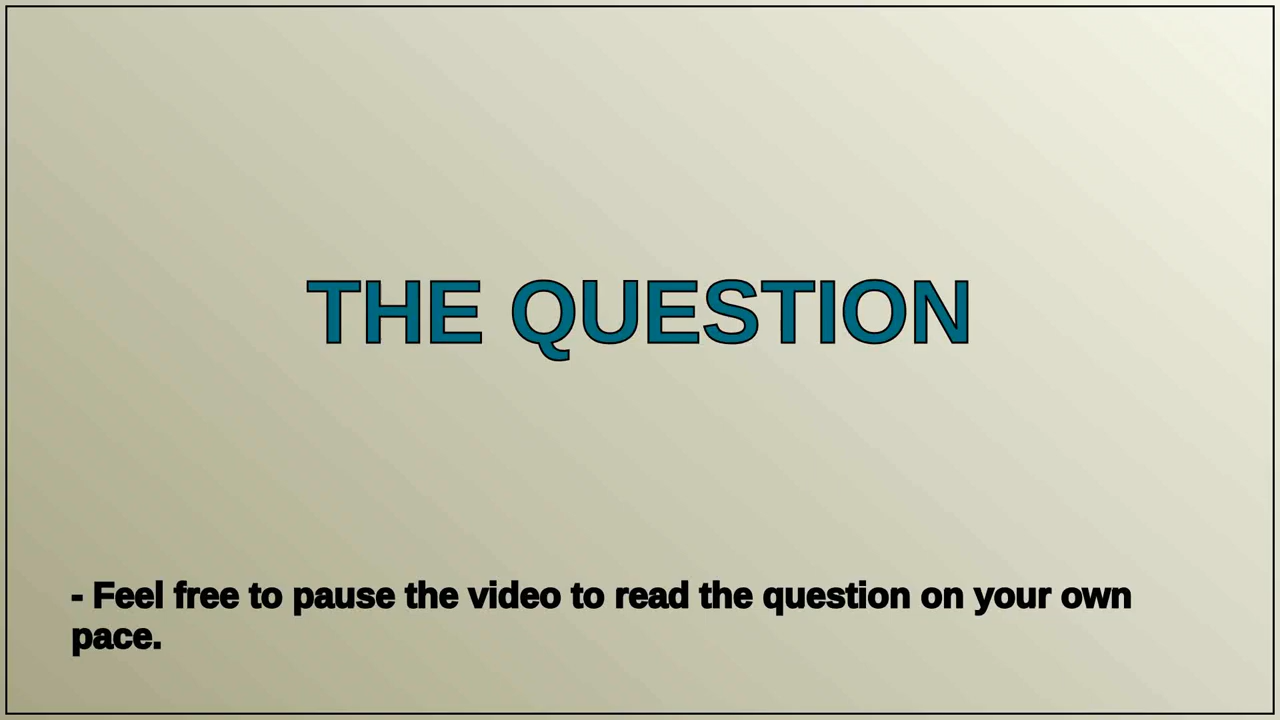 THE QUESTION
- Feel free to pause the video to read the question on your own
pace.